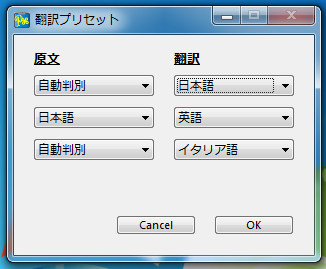 翻訳プリセット
原文 翻訳
自動判別 日本語
日本語 英語
自動判別 イタリア語
Cancel OK